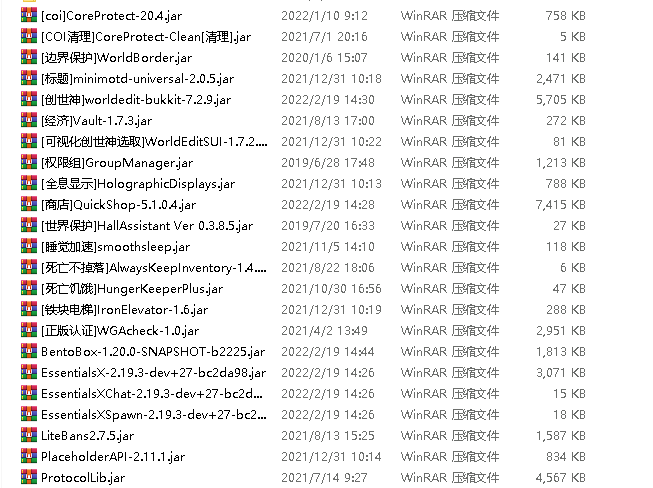 [coi]CoreProtect-20.4.jar 2022/1/10 9:12 WinRAR 压缩文件 758 KB
[COI清理]CoreProtect-Clean[清理].jar 2021/7/1 20:16 WinRAR 压缩文件 5 KB
[边界保护]WorldBorder.jar 2020/1/6 15:07 WinRAR 压缩文件 141 KB
[标题]minimotd-universal-2.0.5.jar 2021/12/31 10:18 WinRAR 压缩文件 2,471 KB
[创世神]worldedit-bukkit-7.2.9.jar 2022/2/19 14:30 WinRAR 压缩文件 5,705 KB
[经济]Vault-1.7.3.jar 2021/8/13 17:00 WinRAR 压缩文件 272 KB
[可视化创世神选取]WorldEditSUI-1.7.2.... 2021/12/31 10:22 WinRAR 压缩文件 81 KB
[权限组]GroupManager.jar 2019/6/28 17:48 WinRAR 压缩文件 1,213 KB
[全息显示]HolographicDisplays.jar 2021/12/31 10:13 WinRAR 压缩文件 788 KB
[商店]QuickShop-5.1.0.4.jar 2022/2/19 14:28 WinRAR 压缩文件 7,415 KB
[世界保护]HallAssistant Ver 0.3.8.5.jar 2019/7/20 16:33 WinRAR 压缩文件 27 KB
[睡觉加速]smoothsleep.jar 2021/11/5 14:10 WinRAR 压缩文件 118 KB
[死亡不掉落]AlwaysKeepInventory-1.4.... 2021/8/22 18:06 WinRAR 压缩文件 6 KB
[死亡饥饿]HungerKeeperPlus.jar 2021/10/30 16:56 WinRAR 压缩文件 47 KB
[铁块电梯]IronElevator-1.6.jar 2021/12/31 10:19 WinRAR 压缩文件 288 KB
[正版认证]WGAcheck-1.0.jar 2021/4/2 13:49 WinRAR 压缩文件 2,951 KB
BentoBox-1.20.0-SNAPSHOT-b2225.jar 2022/2/19 14:44 WinRAR 压缩文件 1,813 KB
EssentialsX-2.19.3-dev+27-bc2da98.jar 2022/2/19 14:26 WinRAR 压缩文件 3,071 KB
EssentialsXChat-2.19.3-dev+27-bc2d... 2022/2/19 14:26 WinRAR 压缩文件 15 KB
EssentialsXSpawn-2.19.3-dev+27-bc2... 2022/2/19 14:26 WinRAR 压缩文件 18 KB
LiteBans2.7.5.jar 2021/8/13 15:25 WinRAR 压缩文件 1,587 KB
PlaceholderAPI-2.11.1.jar 2021/12/31 10:14 WinRAR 压缩文件 834 KB
ProtocolLib.jar 2021/7/14 9:27 WinRAR 压缩文件 4,567 KB